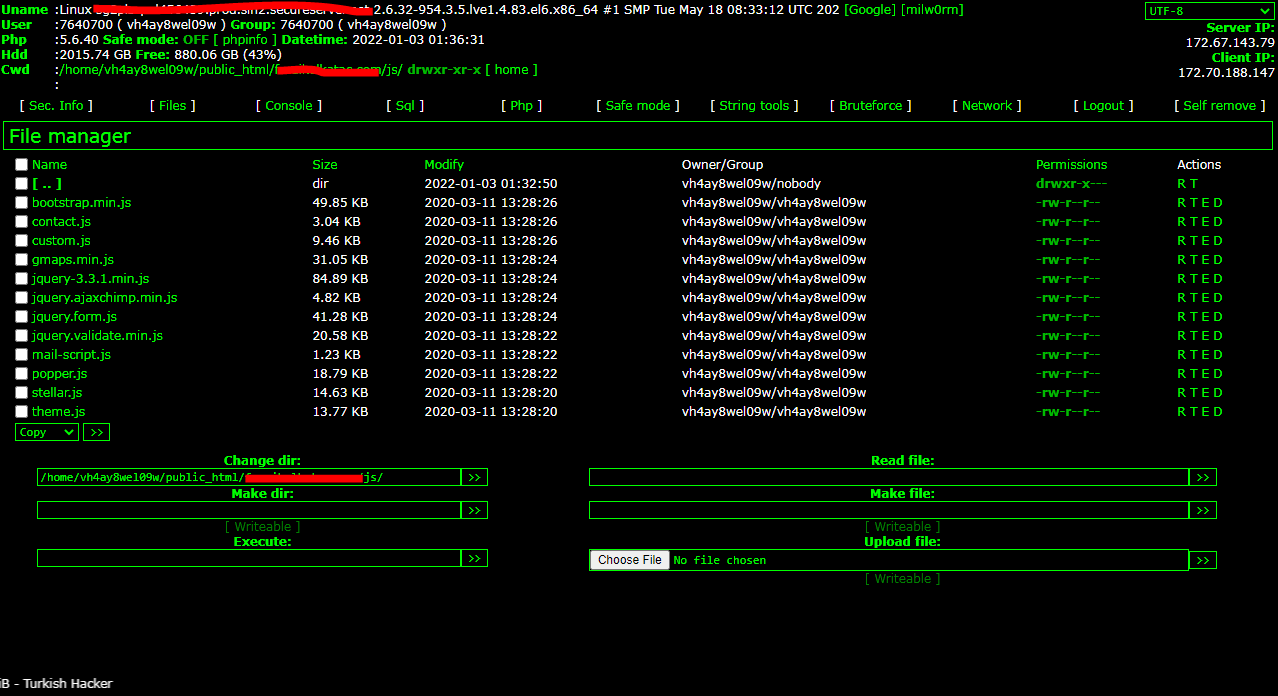 Uname :Linux 2.6.32-954.3.5.lve1.4.83.el6.x86_64 #1 SMP Tue May 18 08:33:12 UTC 202 [Google] [milw0rm] UTF-8
User :7640700 ( vh4ay8wel09w ) Group: 7640700 ( vh4ay8wel09w ) Server IP:
Php :5.6.40 Safe mode: OFF [ phpinfo ] Datetime: 2022-01-03 01:36:31 172.67.143.79
Hdd :2015.74 GB Free: 880.06 GB (43%) Client IP:
Cwd :/home/vh4ay8wel09w/public_html/ /js/ drwxr-xr-x [ home ] 172.70.188.147
:
[ Sec. Info ] [ Files ] [ Console ] [ Sql ] [ Php ] [ Safe mode ] [ String tools ] [ Bruteforce ] [ Network ] [ Logout ] [ Self remove ]
File manager
Name Size Modify Owner/Group Permissions Actions
[ .. ] dir 2022-01-03 01:32:50 vh4ay8wel09w/nobody drwxr-x--- R T
bootstrap.min.js 49.85 KB 2020-03-11 13:28:26 vh4ay8wel09w/vh4ay8wel09w -rw-r--r-- R T E D
contact.js 3.04 KB 2020-03-11 13:28:26 vh4ay8wel09w/vh4ay8wel09w -rw-r--r-- R T E D
custom.js 9.46 KB 2020-03-11 13:28:26 vh4ay8wel09w/vh4ay8wel09w -rw-r--r-- R T E D
gmaps.min.js 31.05 KB 2020-03-11 13:28:24 vh4ay8wel09w/vh4ay8wel09w -rw-r--r-- R T E D
jquery-3.3.1.min.js 84.89 KB 2020-03-11 13:28:24 vh4ay8wel09w/vh4ay8wel09w -rw-r--r-- R T E D
jquery.ajaxchimp.min.js 4.82 KB 2020-03-11 13:28:24 vh4ay8wel09w/vh4ay8wel09w -rw-r--r-- R T E D
jquery.form.js 41.28 KB 2020-03-11 13:28:24 vh4ay8wel09w/vh4ay8wel09w -rw-r--r-- R T E D
jquery.validate.min.js 20.58 KB 2020-03-11 13:28:22 vh4ay8wel09w/vh4ay8wel09w -rw-r--r-- R T E D
mail-script.js 1.23 KB 2020-03-11 13:28:22 vh4ay8wel09w/vh4ay8wel09w -rw-r--r-- R T E D
popper.js 18.79 KB 2020-03-11 13:28:22 vh4ay8wel09w/vh4ay8wel09w -rw-r--r-- R T E D
stellar.js 14.63 KB 2020-03-11 13:28:20 vh4ay8wel09w/vh4ay8wel09w -rw-r--r-- R T E D
theme.js 13.77 KB 2020-03-11 13:28:20 vh4ay8wel09w/vh4ay8wel09w -rw-r--r-- R T E D
Copy >>
Change dir: Read file:
/home/vh4ay8wel09w/public_html/ /js/ >> >>
Make dir: Make file:
>> >>
[ Writeable ] [ Writeable ]
Execute: Upload file:
>> Choose File No file chosen >>
[ Writeable ]
iB - Turkish Hacker